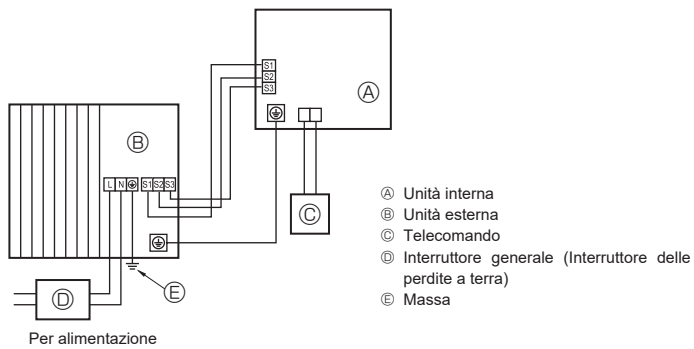 S1
S2
S3
Ⓐ
Ⓑ
L N S1 S2 S3
Ⓒ
Ⓓ
Ⓔ
Per alimentazione
Ⓐ Unità interna
Ⓑ Unità esterna
Ⓒ Telecomando
Ⓓ Interruttore generale (Interruttore delle
perdite a terra)
Ⓔ Massa